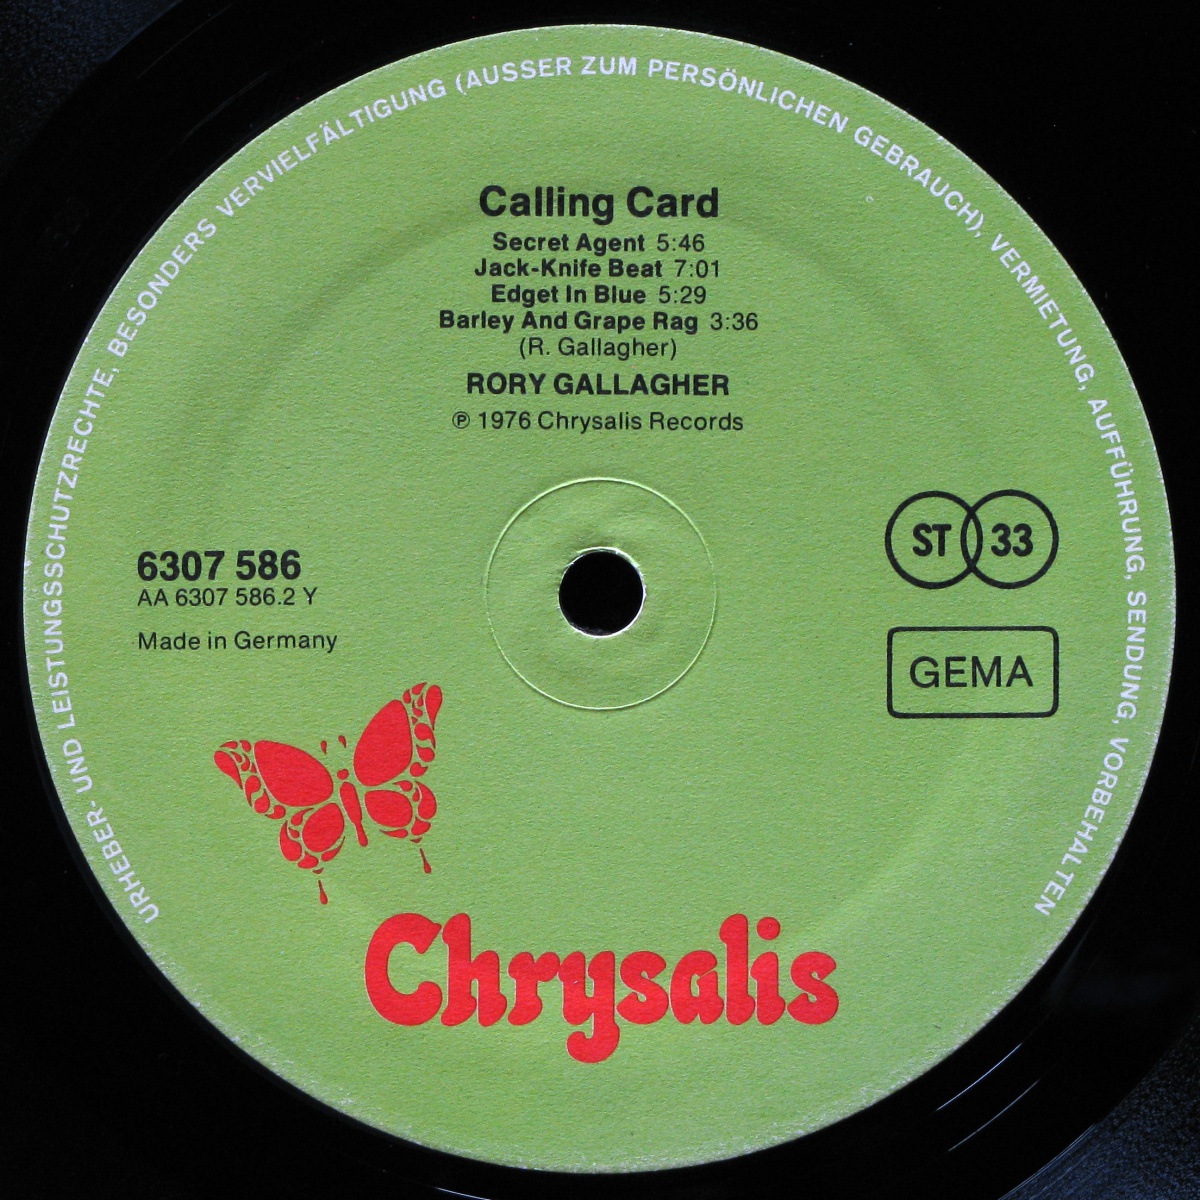 URHEBER- UND LEISTUNGSSCHUTZRECHTE, BESONDERS VERVIELFÄLTIGUNG (AUSSER ZUM PERSÖNLICHEN GEBRAUCH), VERMIETUNG, AUFFÜHRUNG, SENDUNG, VORBEHALTEN
Calling Card
Secret Agent 5:46
Jack-Knife Beat 7:01
Edget In Blue 5:29
Barley And Grape Rag 3:36
(R. Gallagher)
RORY GALLAGHER
℗ 1976 Chrysalis Records
6307 586
AA 6307 586.2 Y
Made in Germany
ST 33
GEMA
Chrysalis